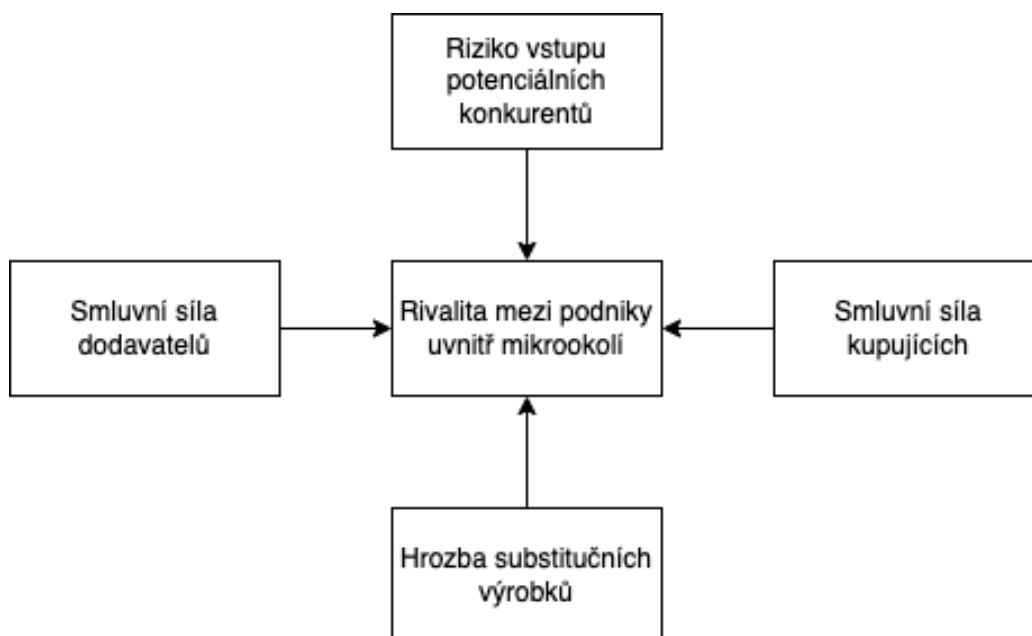 Riziko vstupu
potenciálních
konkurentů
Smluvní síla
dodavatelů
Rivalita mezi podniky
uvnitř mikrookolí
Smluvní síla
kupujících
Hrozba substitučních
výrobků